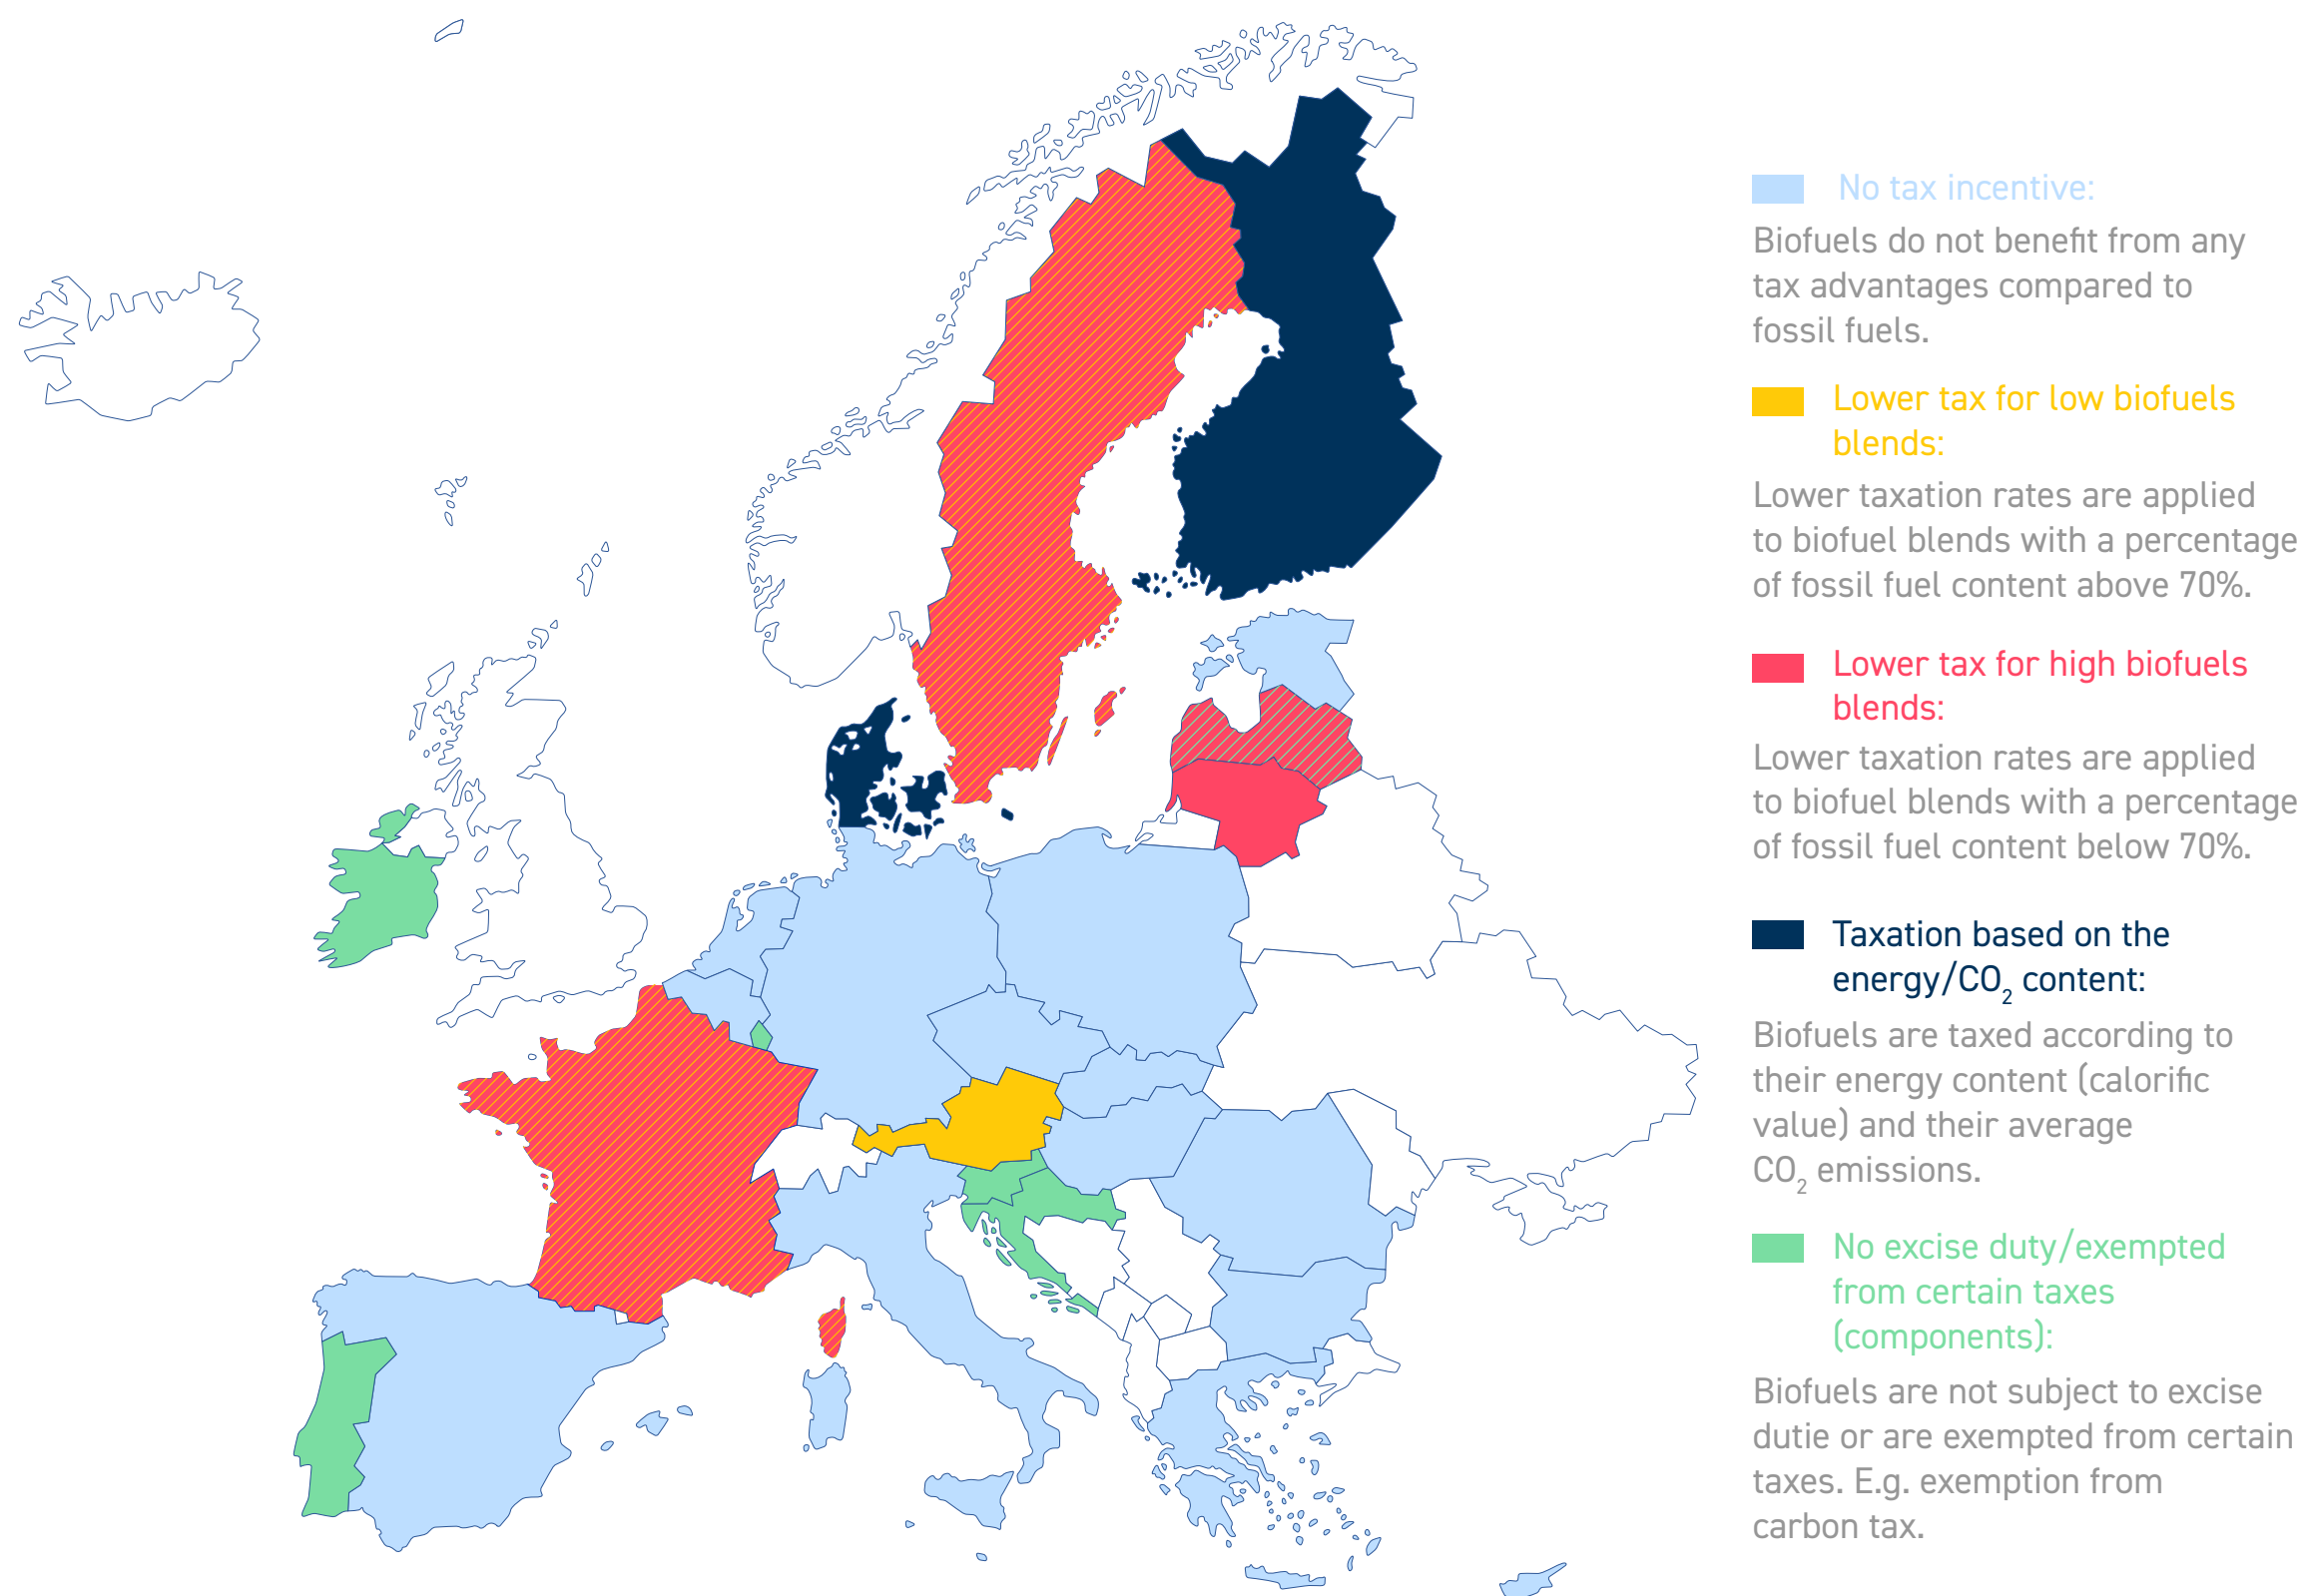 No tax incentive:
Biofuels do not benefit from any
tax advantages compared to
fossil fuels.
Lower tax for low biofuels
blends:
Lower taxation rates are applied
to biofuel blends with a percentage
of fossil fuel content above 70%.
Lower tax for high biofuels
blends:
Lower taxation rates are applied
to biofuel blends with a percentage
of fossil fuel content below 70%.
Taxation based on the
energy/CO₂ content:
Biofuels are taxed according to
their energy content (calorific
value) and their average
CO₂ emissions.
No excise duty/exempted
from certain taxes
(components):
Biofuels are not subject to excise
dutie or are exempted from certain
taxes. E.g. exemption from
carbon tax.